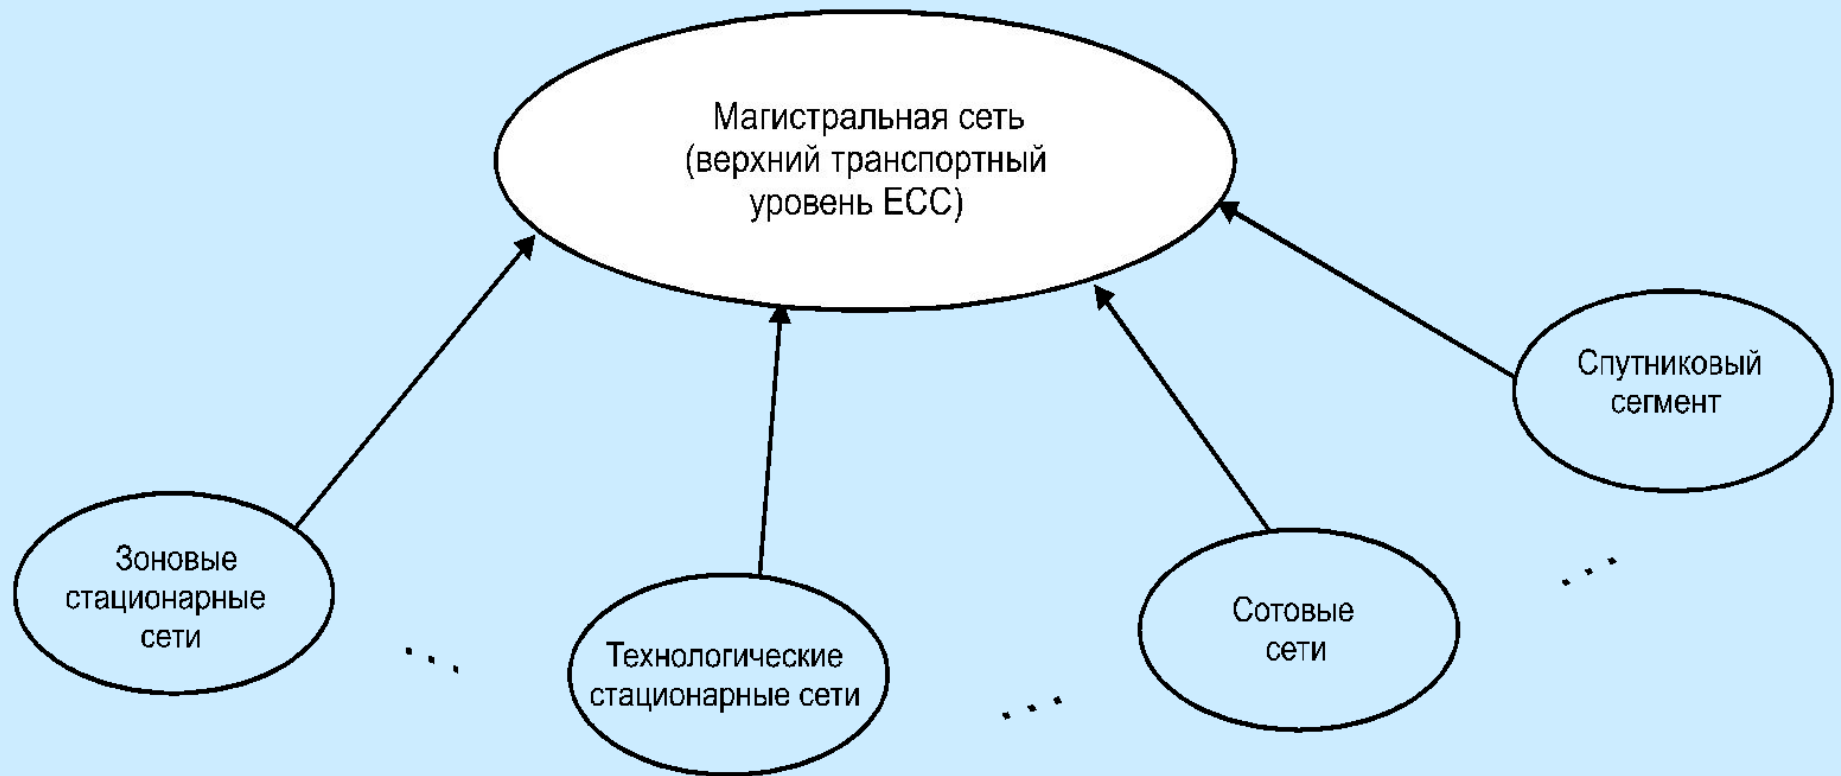 Магистральная сеть
(верхний транспортный
уровень ЕСС)
Спутниковый
сегмент
Зоновые
стационарные
сети
Технологические
стационарные сети
Сотовые
сети